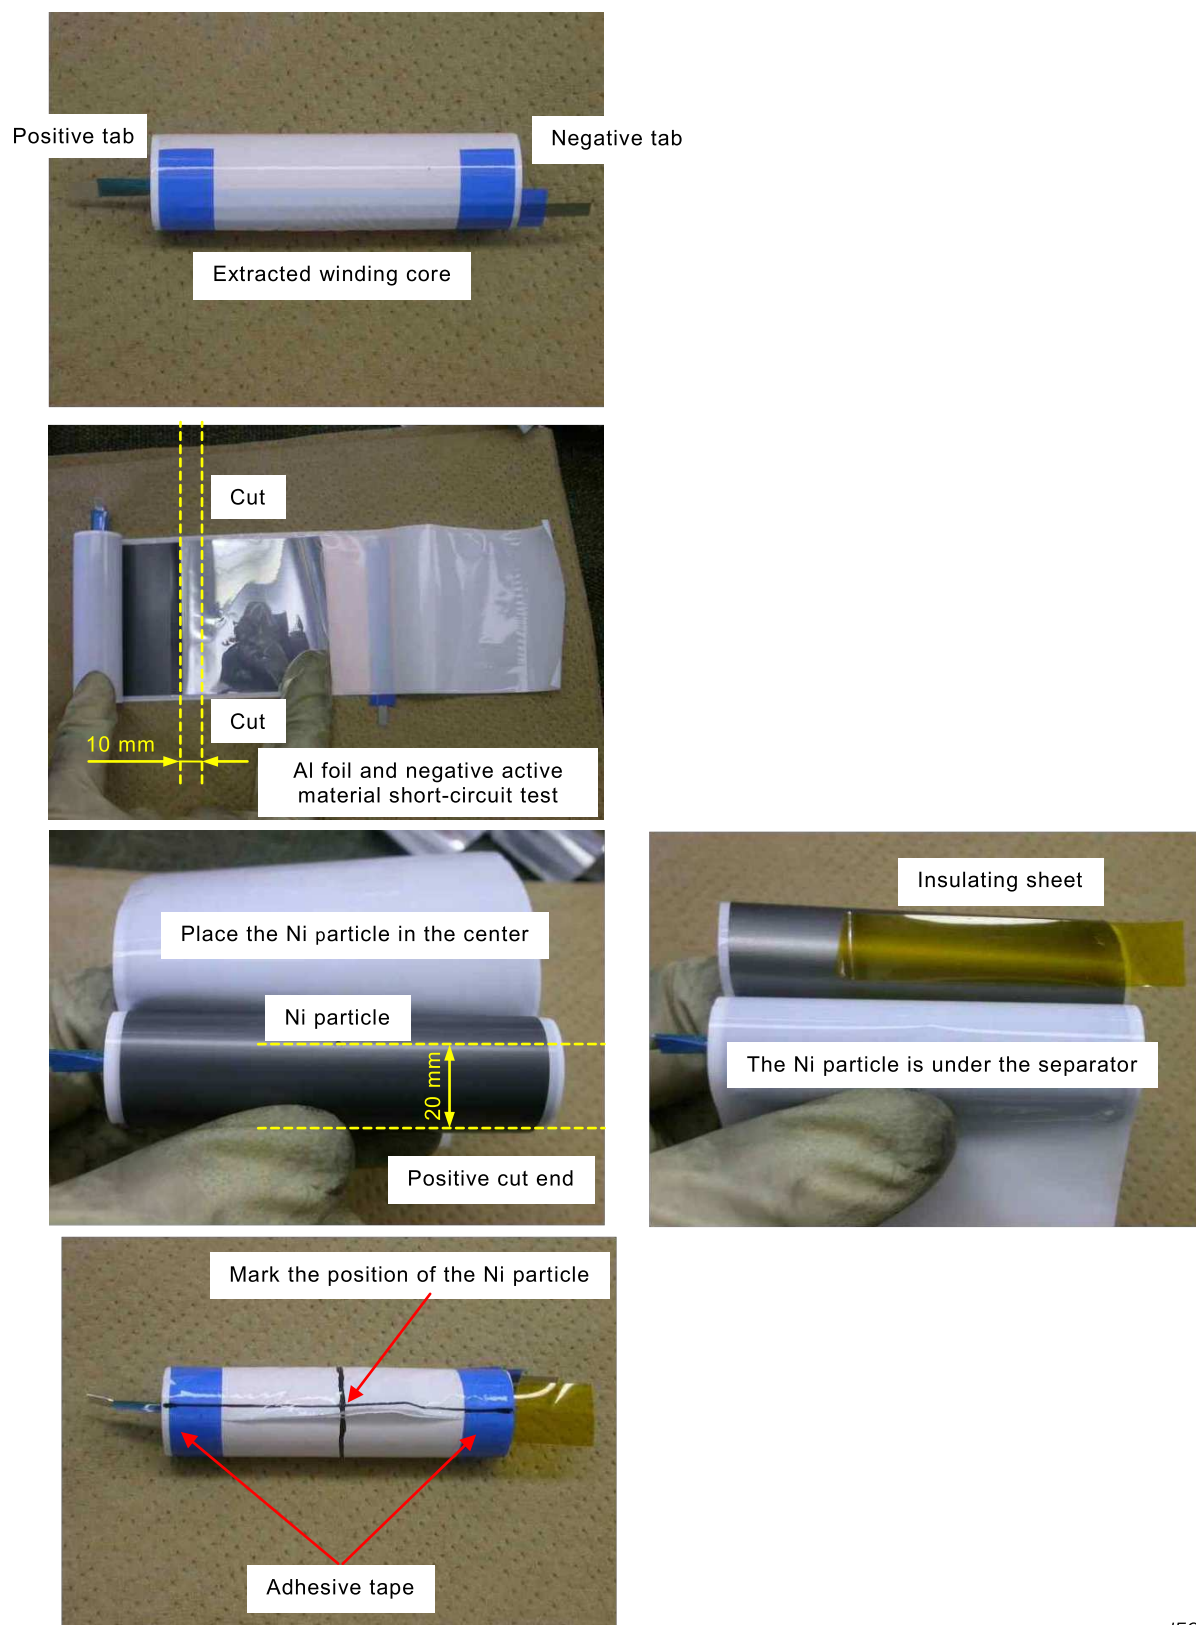 Positive tab
Negative tab
Extracted winding core
Cut
Cut
10 mm
Al foil and negative active
material short-circuit test
Place the Ni particle in the center
Ni particle
20 mm
Positive cut end
Insulating sheet
The Ni particle is under the separator
Mark the position of the Ni particle
Adhesive tape